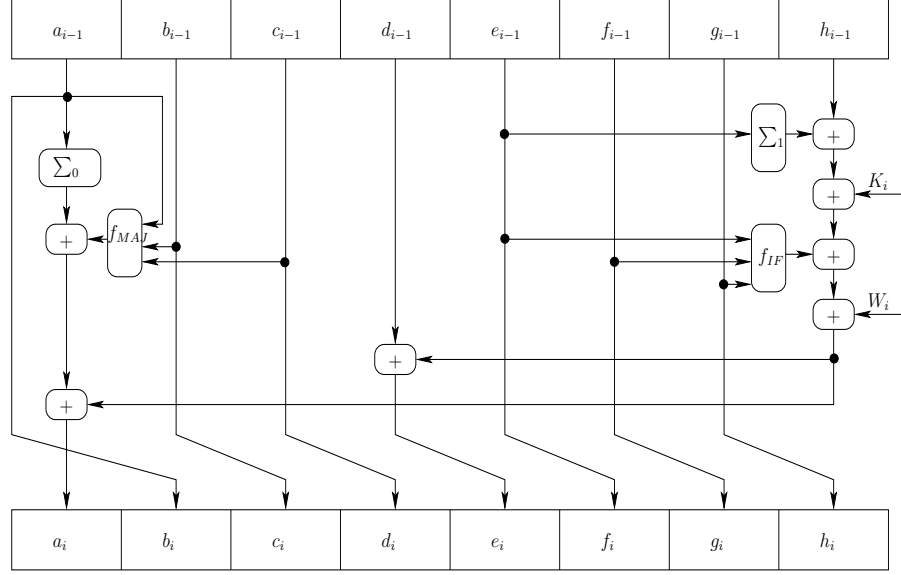 a_{i−1} b_{i−1} c_{i−1} d_{i−1} e_{i−1} f_{i−1} g_{i−1} h_{i−1}
∑_1 +
∑_0
+ K_i
+ f_{MAJ}
f_{IF} +
+ W_i
+
+
a_i b_i c_i d_i e_i f_i g_i h_i